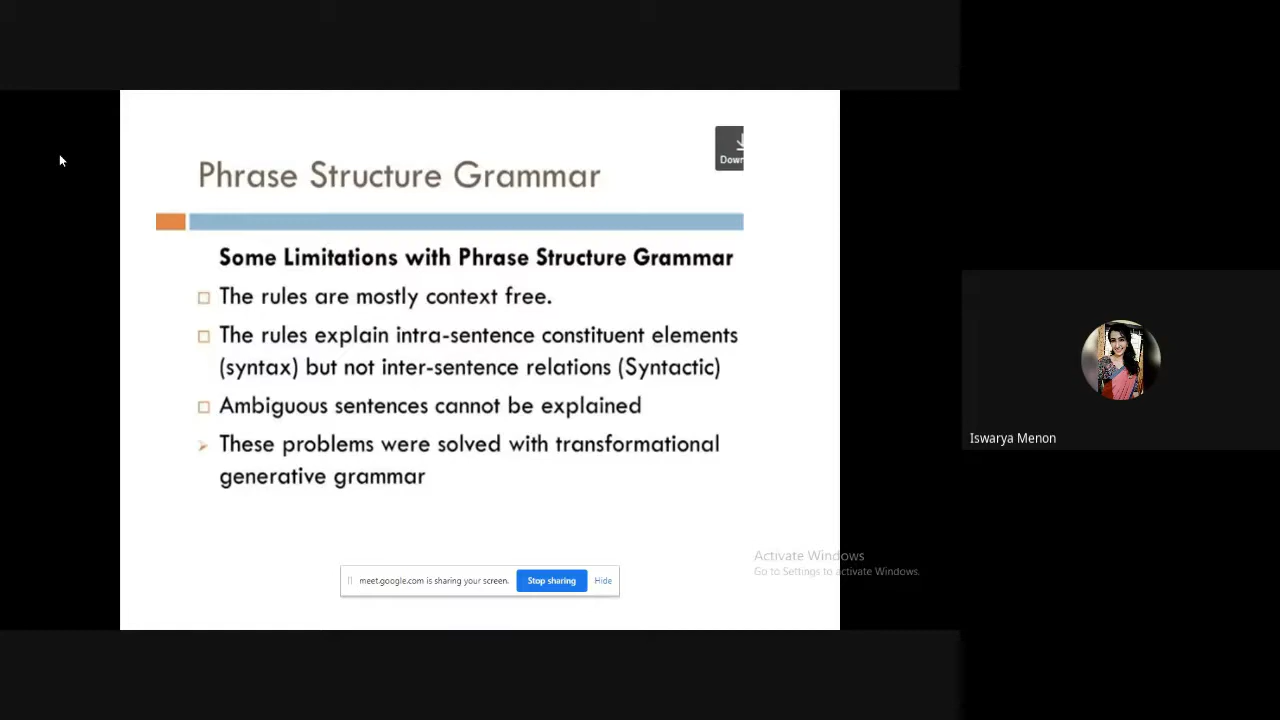 Down
Phrase Structure Grammar
Some Limitations with Phrase Structure Grammar
The rules are mostly context free.
The rules explain intra-sentence constituent elements
(syntax) but not inter-sentence relations (Syntactic)
Ambiguous sentences cannot be explained
These problems were solved with transformational
generative grammar
Iswarya Menon
Activate Windows
Go to Settings to activate Windows.
meet.google.com is sharing your screen.
Stop sharing
Hide